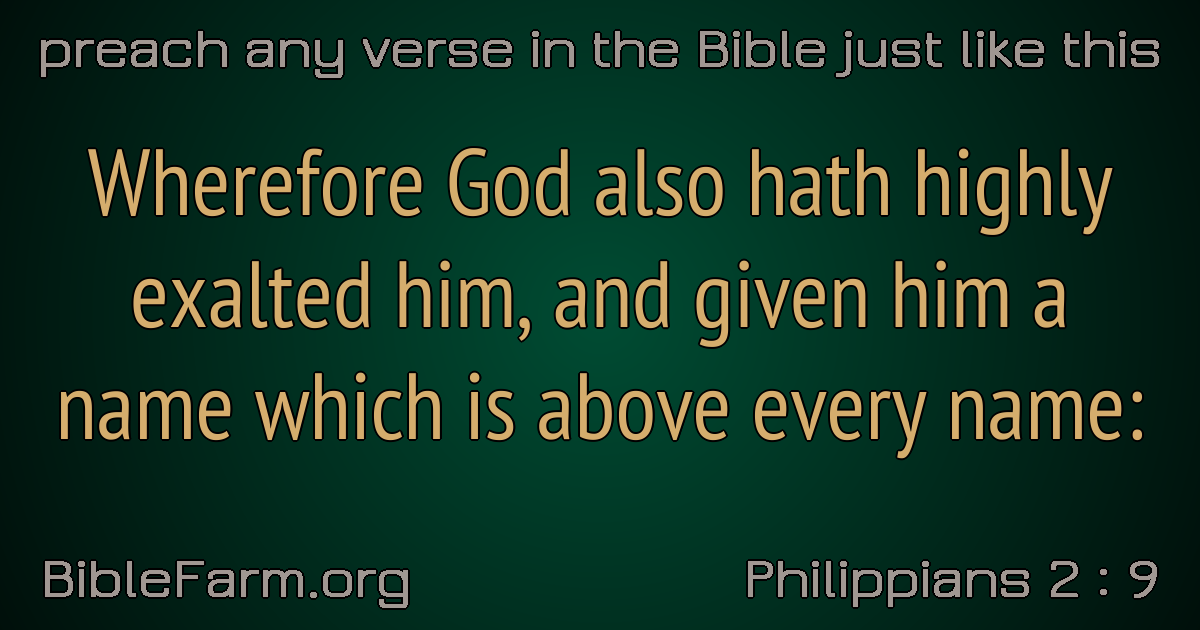 preach any verse in the Bible just like this
Wherefore God also hath highly
exalted him, and given him a
name which is above every name:
BibleFarm.org
Philippians 2 : 9